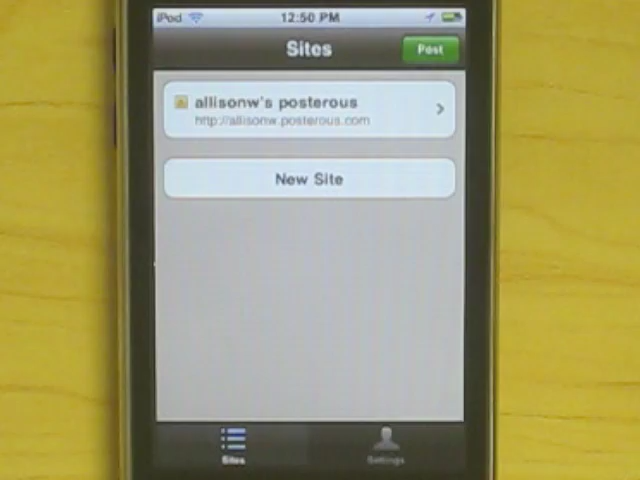 iPod 12:50 PM
Sites Post
allisonw's posterous
http://allisonw.posterous.com
New Site
Sites Settings